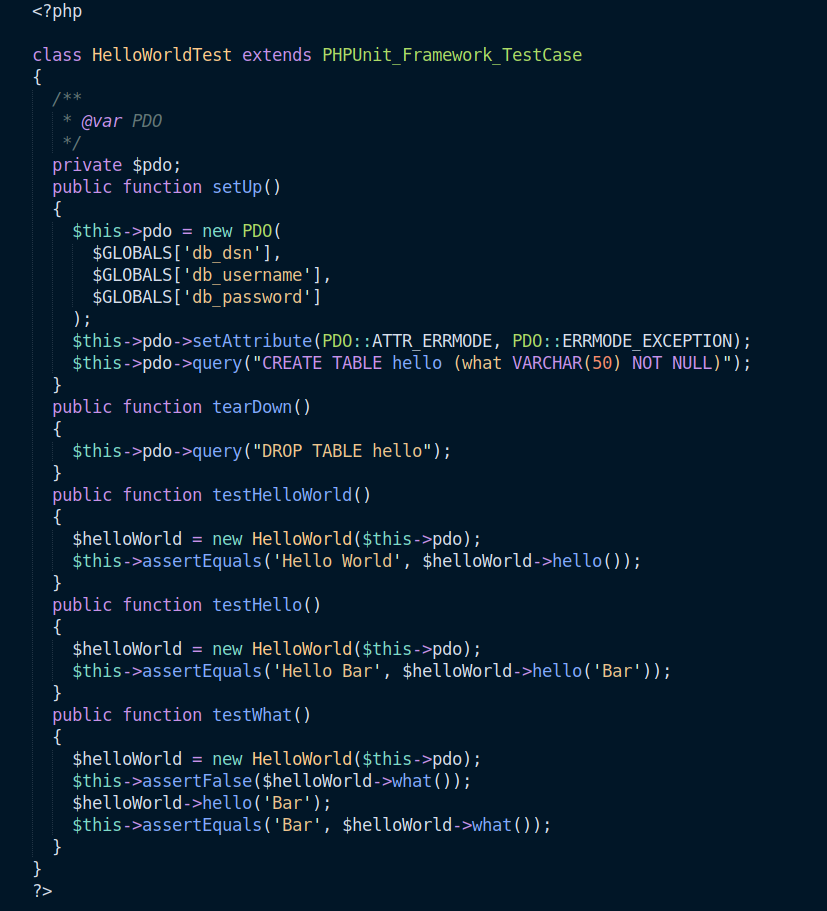 <?php

class HelloWorldTest extends PHPUnit_Framework_TestCase
{
  /**
   * @var PDO
   */
  private $pdo;
  public function setUp()
  {
    $this->pdo = new PDO(
      $GLOBALS['db_dsn'],
      $GLOBALS['db_username'],
      $GLOBALS['db_password']
    );
    $this->pdo->setAttribute(PDO::ATTR_ERRMODE, PDO::ERRMODE_EXCEPTION);
    $this->pdo->query("CREATE TABLE hello (what VARCHAR(50) NOT NULL)");
  }
  public function tearDown()
  {
    $this->pdo->query("DROP TABLE hello");
  }
  public function testHelloWorld()
  {
    $helloWorld = new HelloWorld($this->pdo);
    $this->assertEquals('Hello World', $helloWorld->hello());
  }
  public function testHello()
  {
    $helloWorld = new HelloWorld($this->pdo);
    $this->assertEquals('Hello Bar', $helloWorld->hello('Bar'));
  }
  public function testWhat()
  {
    $helloWorld = new HelloWorld($this->pdo);
    $this->assertFalse($helloWorld->what());
    $helloWorld->hello('Bar');
    $this->assertEquals('Bar', $helloWorld->what());
  }
}
?>